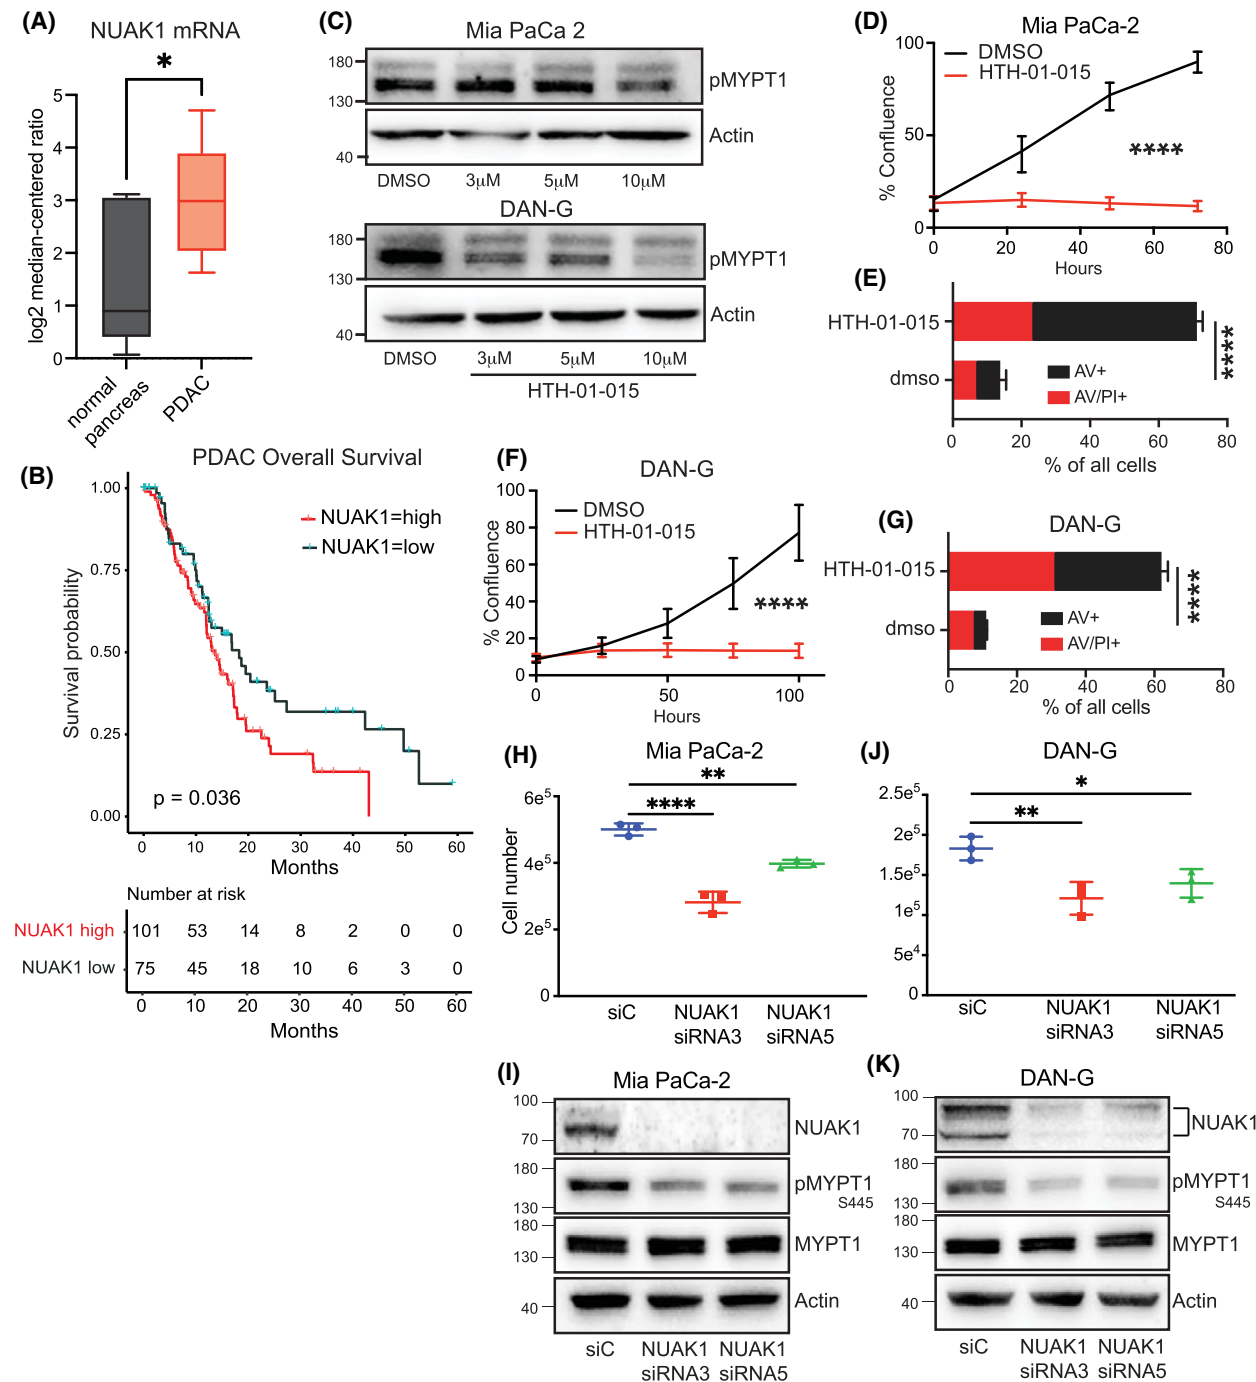 (A)
NUAK1 mRNA
*
log2 median-centered ratio
5
4
3
2
1
0
normal
pancreas
PDAC
(B)
PDAC Overall Survival
NUAK1=high
NUAK1=low
Survival probability
1.00
0.75
0.50
0.25
0.00
p = 0.036
0 10 20 30 40 50 60
Months
Number at risk
NUAK1 high 101 53 14 8 2 0 0
NUAK1 low 75 45 18 10 6 3 0
0 10 20 30 40 50 60
Months
(C)
Mia PaCa 2
180
130
pMYPT1
40
Actin
DMSO 3μM 5μM 10μM
DAN-G
180
130
pMYPT1
40
Actin
DMSO 3μM 5μM 10μM
HTH-01-015
(D)
Mia PaCa-2
DMSO
HTH-01-015
% Confluence
100
50
0
****
0 20 40 60 80
Hours
(E)
HTH-01-015
dmso
****
AV+
AV/PI+
0 20 40 60 80
% of all cells
(F)
DAN-G
DMSO
HTH-01-015
% Confluence
100
80
60
40
20
0
****
0 50 100
Hours
(G)
DAN-G
HTH-01-015
dmso
****
AV+
AV/PI+
0 20 40 60 80
% of all cells
(H)
Mia PaCa-2
**
****
Cell number
6e5
4e5
2e5
0
siC NUAK1 NUAK1
siRNA3 siRNA5
(J)
DAN-G
*
**
2.5e5
2e5
1.5e5
1e5
5e4
0
siC NUAK1 NUAK1
siRNA3 siRNA5
(I)
Mia PaCa-2
100
70
NUAK1
180
130
pMYPT1
S445
180
130
MYPT1
40
Actin
siC NUAK1 NUAK1
siRNA3 siRNA5
(K)
DAN-G
100
70
NUAK1
180
130
pMYPT1
S445
180
130
MYPT1
40
Actin
siC NUAK1 NUAK1
siRNA3 siRNA5